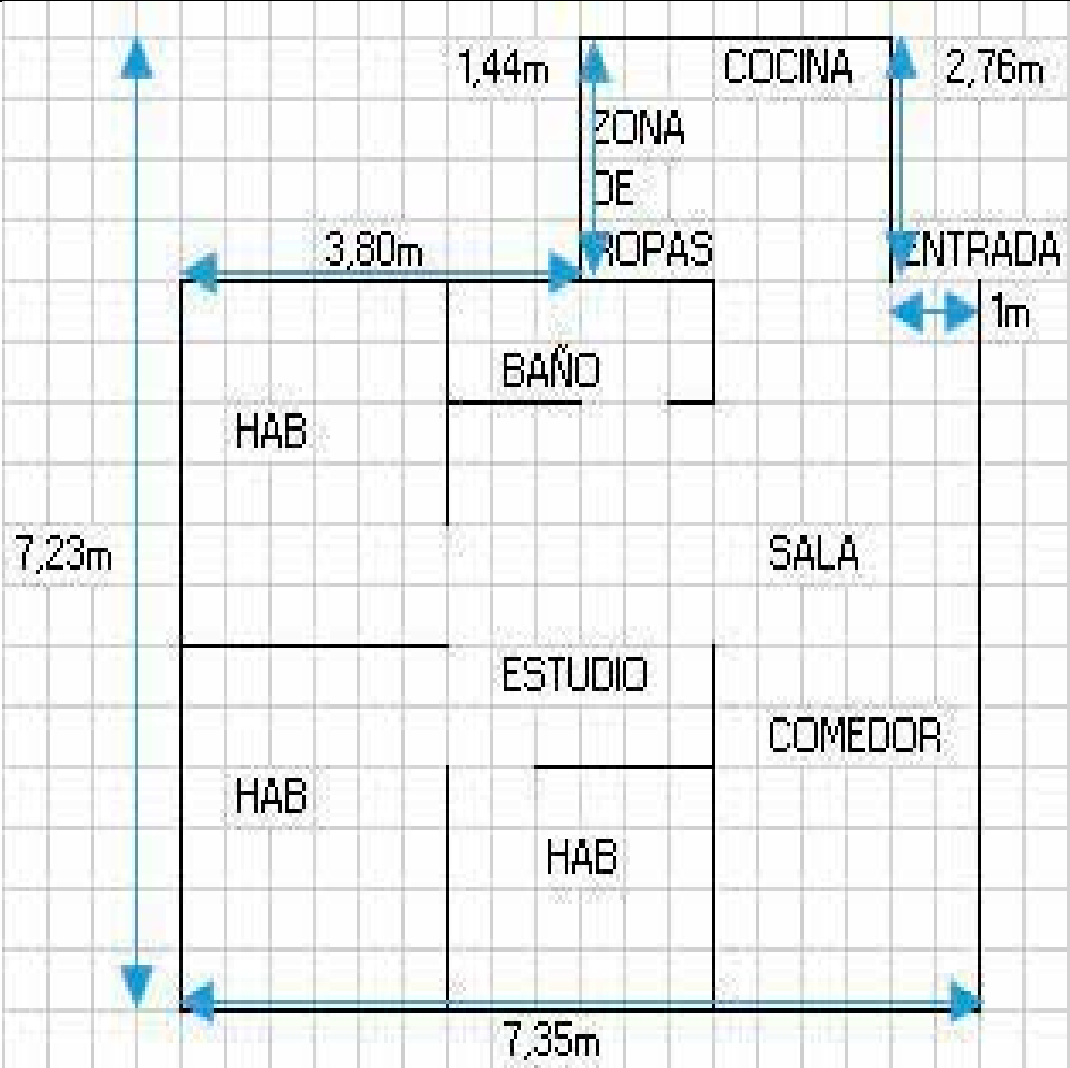 1,44m
COCINA
2,76m
ZONA
DE
ROPAS
3,80m
ENTRADA
1m
BAÑO
HAB
7,23m
SALA
ESTUDIO
COMEDOR
HAB
HAB
7,35m